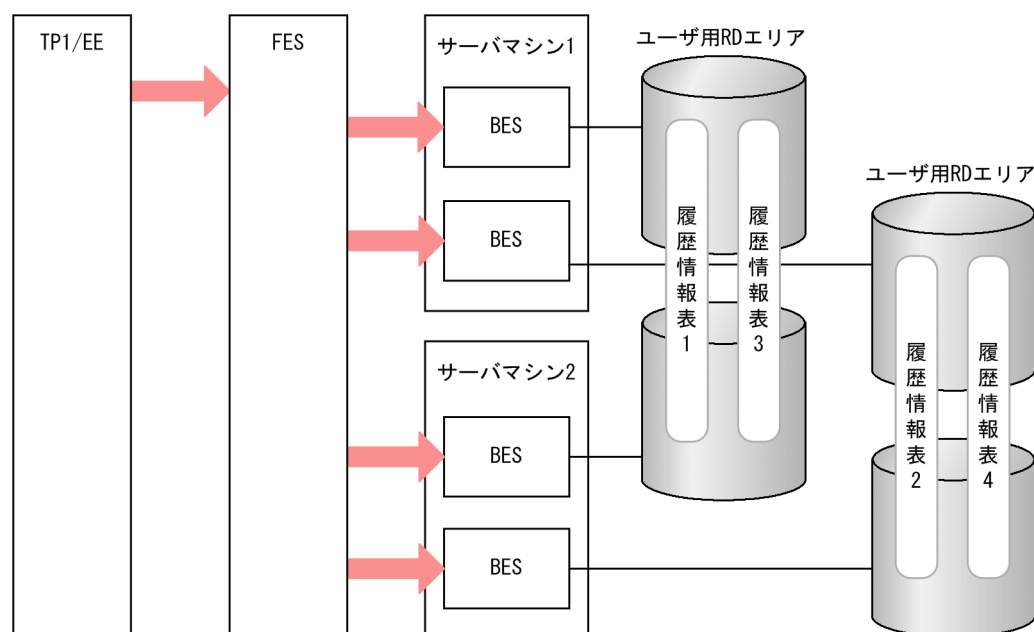 TP1/EE
FES
サーバマシン1
BES
BES
サーバマシン2
BES
BES
ユーザ用RDエリア
履歴情報表1
履歴情報表3
ユーザ用RDエリア
履歴情報表2
履歴情報表4